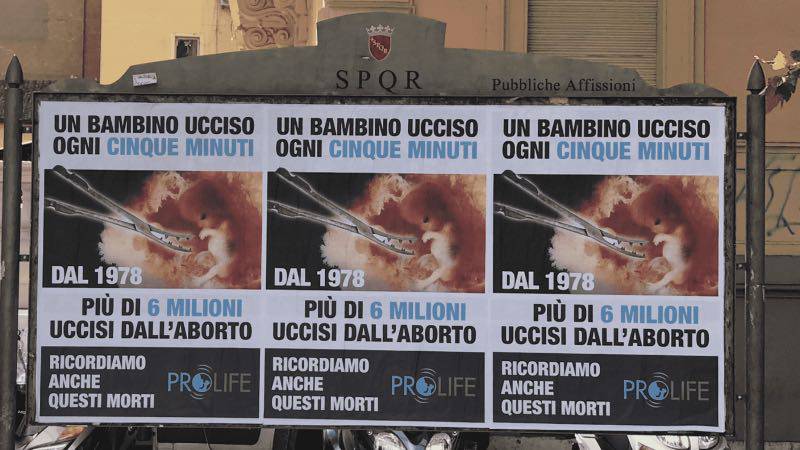 SPQR
Pubbliche Affissioni
UN BAMBINO UCCISO
OGNI CINQUE MINUTI
DAL 1978
PIÙ DI 6 MILIONI
UCCISI DALL'ABORTO
RICORDIAMO
ANCHE
QUESTI MORTI
PROLIFE
UN BAMBINO UCCISO
OGNI CINQUE MINUTI
DAL 1978
PIÙ DI 6 MILIONI
UCCISI DALL'ABORTO
RICORDIAMO
ANCHE
QUESTI MORTI
PROLIFE
UN BAMBINO UCCISO
OGNI CINQUE MINUTI
DAL 1978
PIÙ DI 6 MILIONI
UCCISI DALL'ABORTO
RICORDIAMO
ANCHE
QUESTI MORTI
PROLIFE